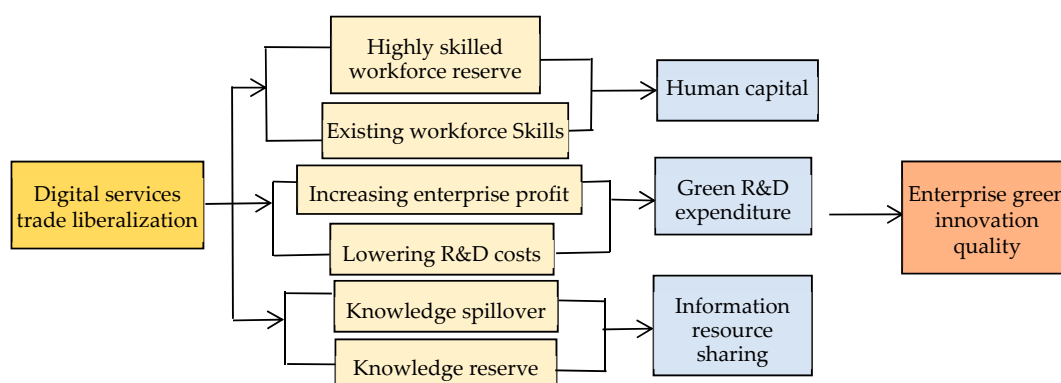 Highly skilled
workforce reserve
Human capital
Existing workforce Skills
Digital services
trade liberalization
Increasing enterprise profit
Green R&D
expenditure
Enterprise green
innovation
quality
Lowering R&D costs
Knowledge spillover
Information
resource
sharing
Knowledge reserve